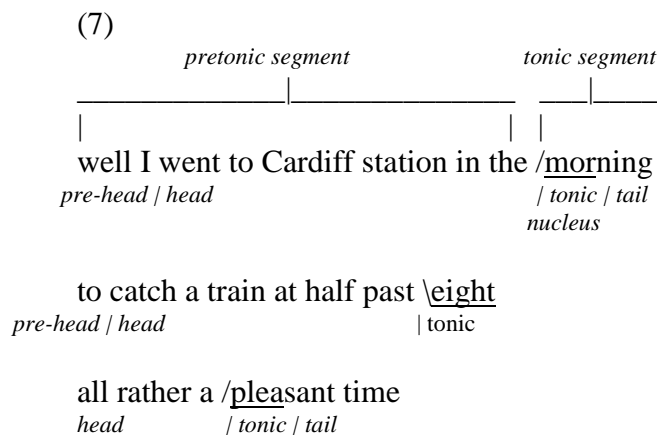 (7)
pretonic segment tonic segment
well I went to Cardiff station in the /morning
pre-head / head | tonic | tail
nucleus
to catch a train at half past \eight
pre-head / head | tonic
all rather a /pleasant time
head | tonic | tail